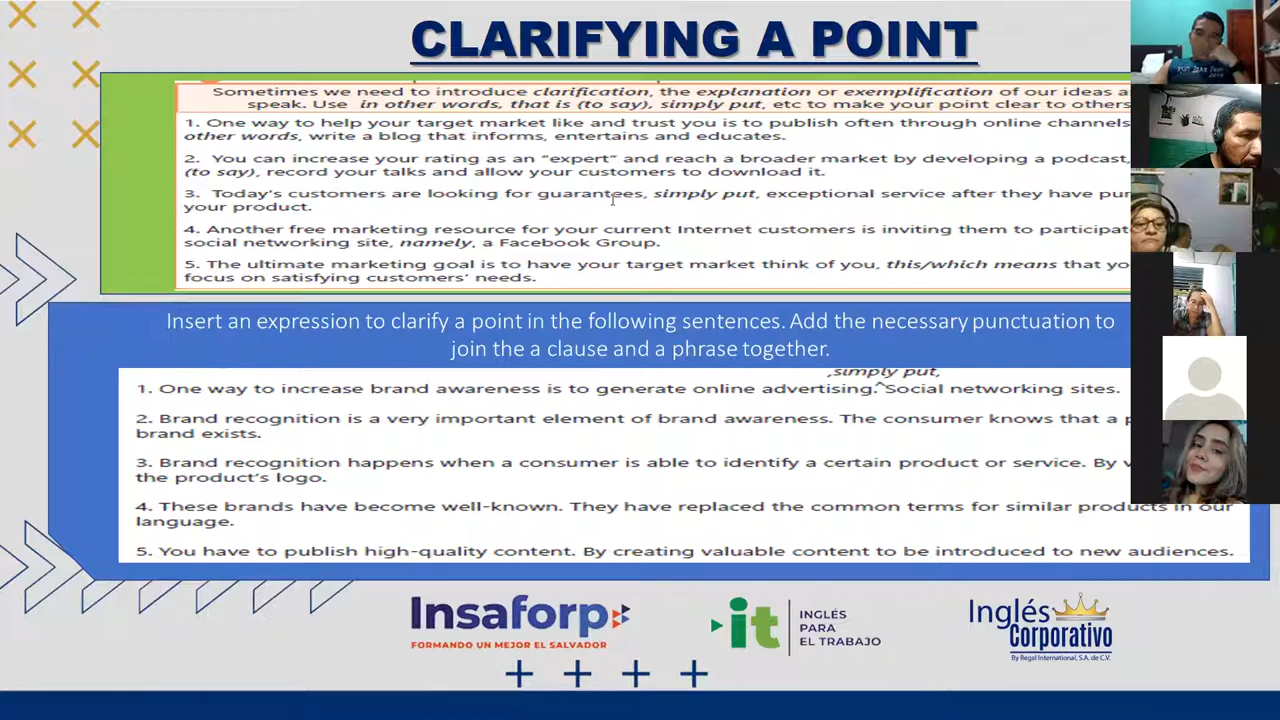 CLARIFYING A POINT
Sometimes we need to introduce clarification, the explanation or exemplification of our ideas a
speak. Use in other words, that is (to say), simply put, etc to make your point clear to others
1. One way to help your target market like and trust you is to publish often through online channels
other words, write a blog that informs, entertains and educates.
2. You can increase your rating as an “expert” and reach a broader market by developing a podcast,
(to say), record your talks and allow your customers to download it.
3. Today's customers are looking for guarantees, simply put, exceptional service after they have pur
your product.
4. Another free marketing resource for your current Internet customers is inviting them to participat
social networking site, namely, a Facebook Group.
5. The ultimate marketing goal is to have your target market think of you, this/which means that yo
focus on satisfying customers’ needs.
Insert an expression to clarify a point in the following sentences. Add the necessary punctuation to
join the a clause and a phrase together.
,simply put,
1. One way to increase brand awareness is to generate online advertising.^Social networking sites.
2. Brand recognition is a very important element of brand awareness. The consumer knows that a p
brand exists.
3. Brand recognition happens when a consumer is able to identify a certain product or service. By v
the product’s logo.
4. These brands have become well-known. They have replaced the common terms for similar products in our
language.
5. You have to publish high-quality content. By creating valuable content to be introduced to new audiences.
Insaforp
FORMANDO UN MEJOR EL SALVADOR
it
INGLÉS
PARA
EL TRABAJO
Inglés
Corporativo
By Regal International, S.A. de C.V.